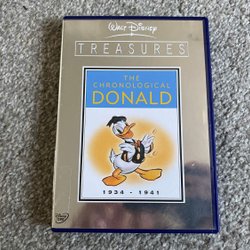 WALT DISNEY
TREASURES
THE
CHRONOLOGICAL
DONALD
1934 - 1941